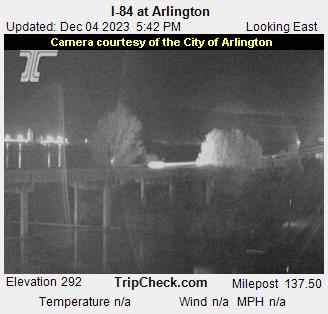 I-84 at Arlington
Updated: Dec 04 2023 5:42 PM Looking East
Camera courtesy of the City of Arlington
Elevation 292 TripCheck.com Milepost 137.50
Temperature n/a Wind n/a MPH n/a